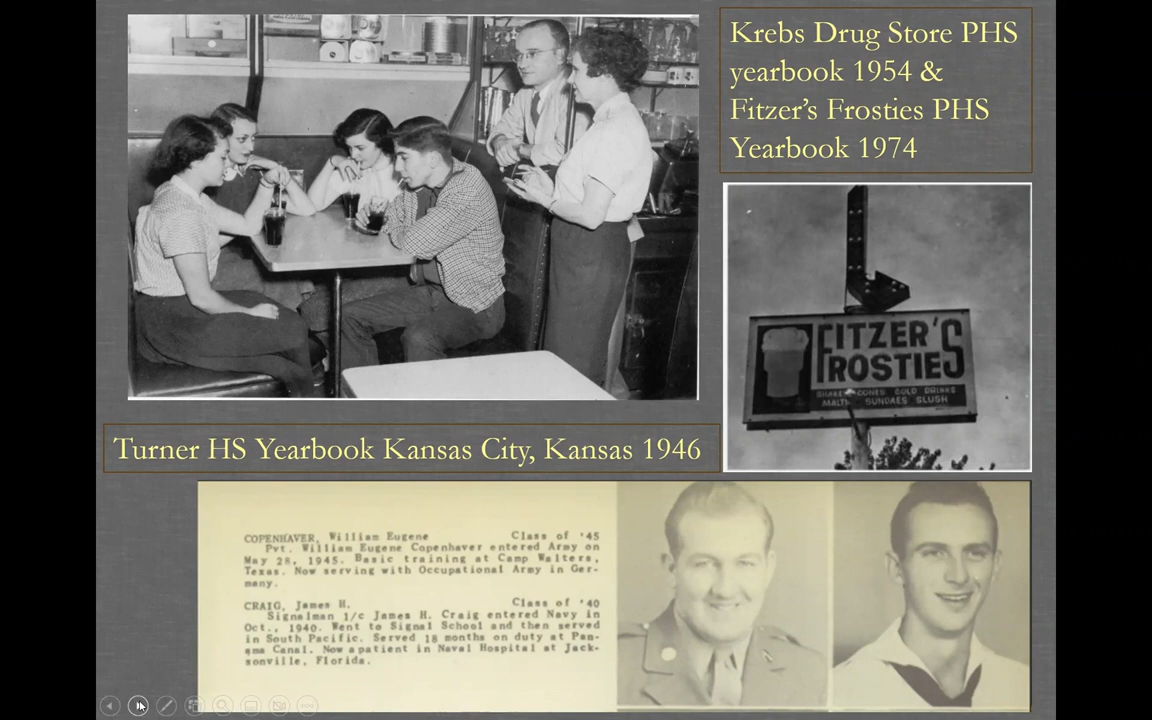 Krebs Drug Store PHS
yearbook 1954 &
Fitzer's Frosties PHS
Yearbook 1974
FITZER'S
FROSTIES
SHAKES CONES COLD DRINKS
MALTS SUNDAES SLUSH
Turner HS Yearbook Kansas City, Kansas 1946
COPENHAVER, William Eugene Class of '45
Pvt. William Eugene Copenhaver entered Army on
May 28, 1945. Basic training at Camp Walters,
Texas. Now serving with Occupational Army in Ger-
many.
CRAIG, James H. Class of '40
Signalman 1/c James H. Craig entered Navy in
Oct., 1940. Went to Signal School and then served
in South Pacific. Served 18 months on duty at Pan-
ama Canal. Now a patient in Naval Hospital at Jack-
sonville, Florida.